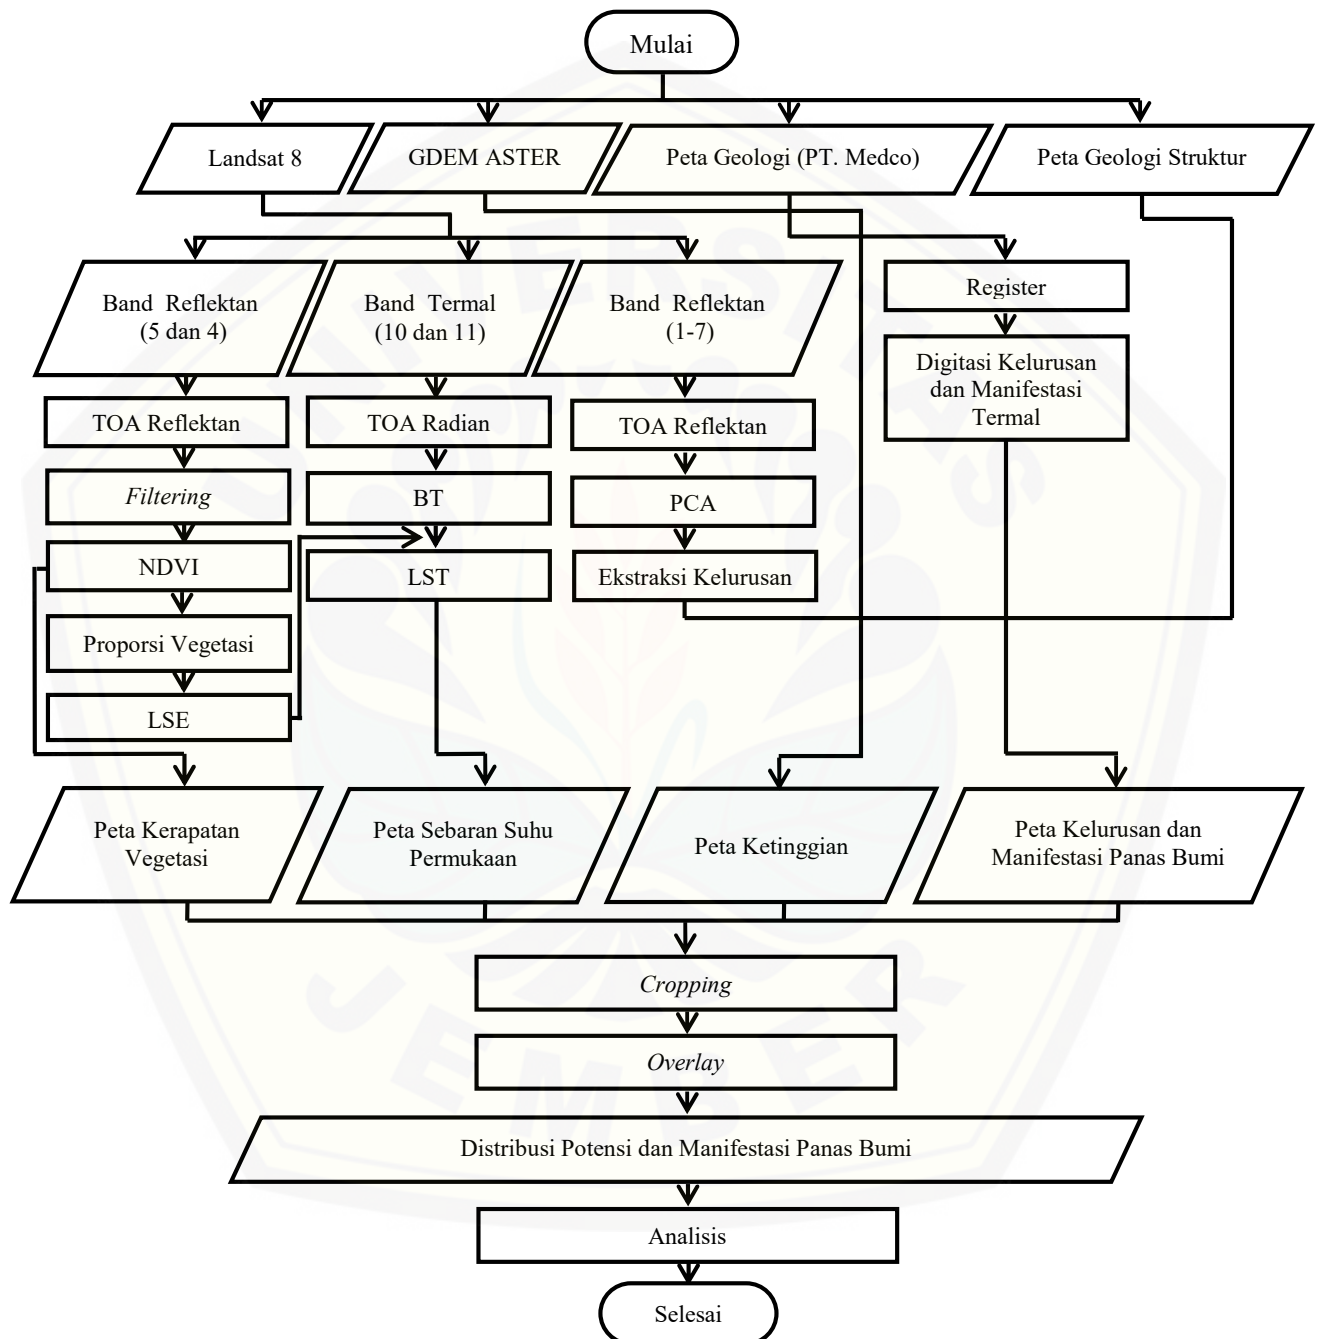 Mulai
Landsat 8
GDEM ASTER
Peta Geologi (PT. Medco)
Peta Geologi Struktur
Band Reflektan
(5 dan 4)
Band Termal
(10 dan 11)
Band Reflektan
(1-7)
Register
Digitasi Kelurusan
dan Manifestasi
Termal
TOA Reflektan
TOA Radian
TOA Reflektan
Filtering
BT
PCA
NDVI
LST
Ekstraksi Kelurusan
Proporsi Vegetasi
LSE
Peta Kerapatan
Vegetasi
Peta Sebaran Suhu
Permukaan
Peta Ketinggian
Peta Kelurusan dan
Manifestasi Panas Bumi
Cropping
Overlay
Distribusi Potensi dan Manifestasi Panas Bumi
Analisis
Selesai
UNIVERSITAS
JEMBER